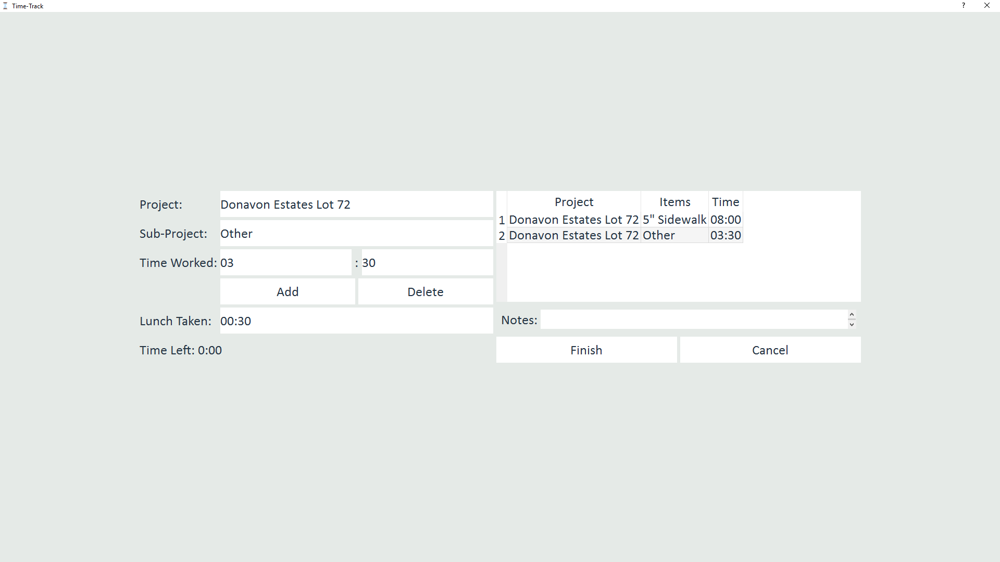 Time-Track
?
Project: Donavon Estates Lot 72
Sub-Project: Other
Time Worked: 03 : 30
Add Delete
Lunch Taken: 00:30
Time Left: 0:00
Project Items Time
1 Donavon Estates Lot 72 5" Sidewalk 08:00
2 Donavon Estates Lot 72 Other 03:30
Notes:
Finish Cancel